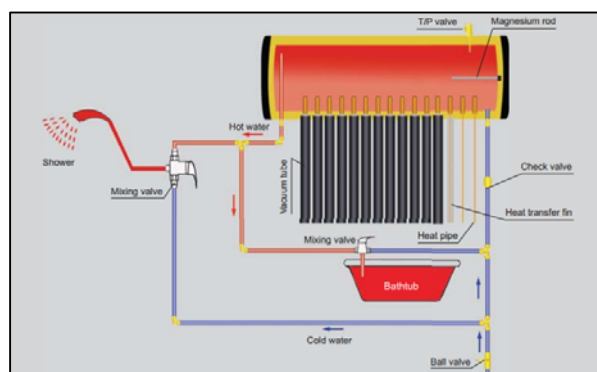 T/P valve
Magnesium rod
Hot water
Shower
Mixing valve
Vacuum tube
Check valve
Heat transfer fin
Heat pipe
Mixing valve
Bathtub
Cold water
Ball valve